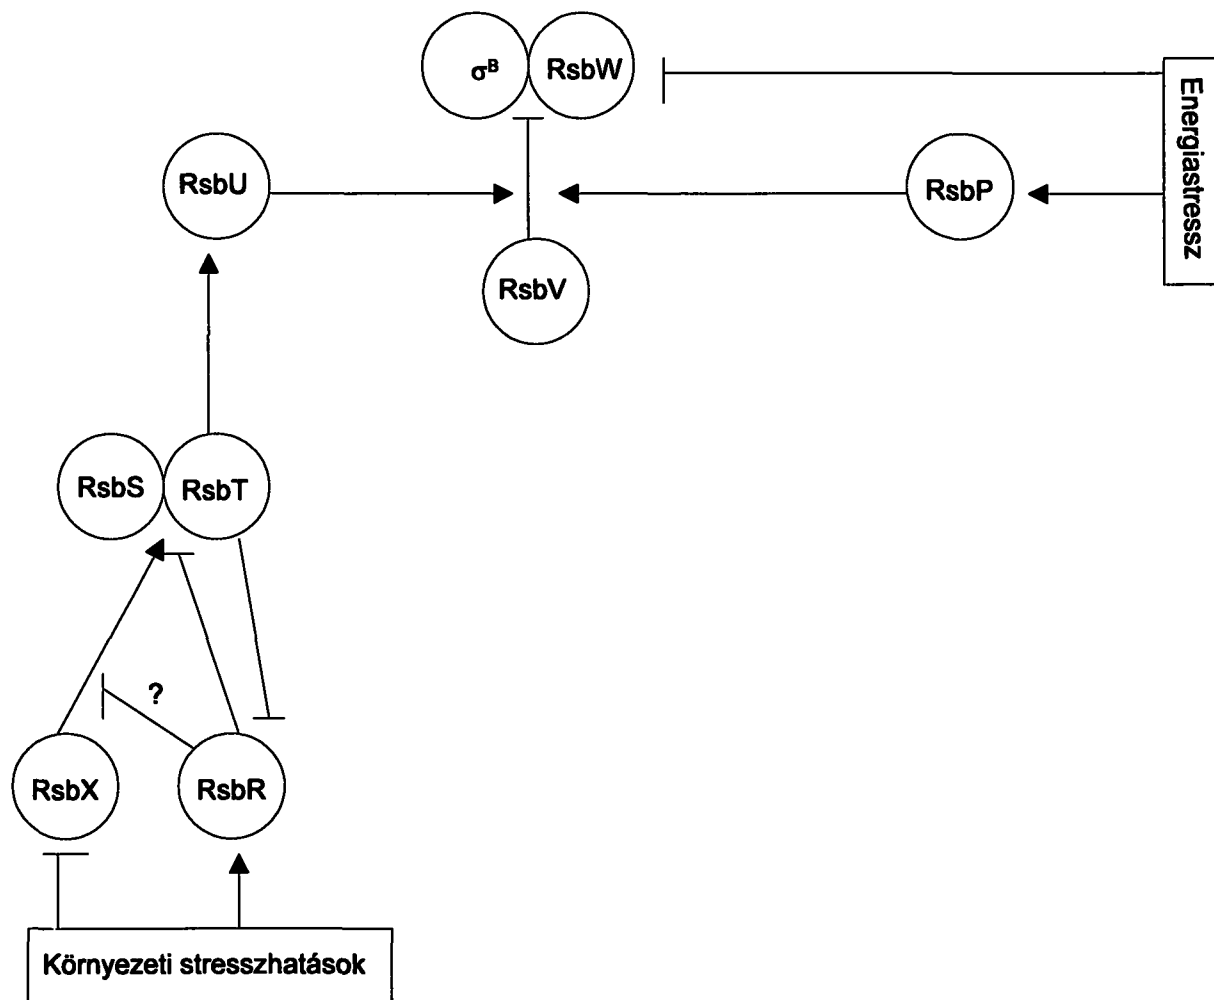 σᴮ
RsbW
Energiastressz
RsbU
RsbP
RsbV
RsbS
RsbT
?
RsbX
RsbR
Környezeti stresszhatások